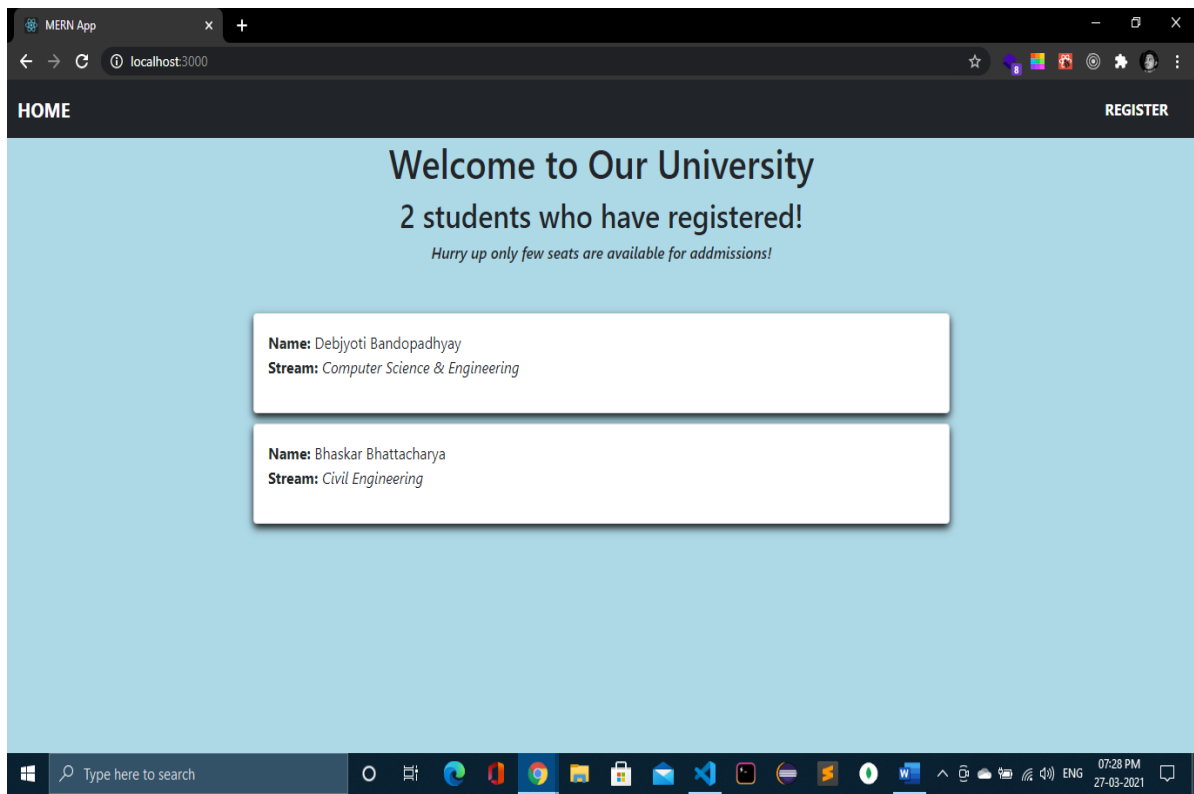 MERN App
localhost:3000
HOME
REGISTER
Welcome to Our University
2 students who have registered!
Hurry up only few seats are available for addmissions!
Name: Debjyoti Bandopadhyay
Stream: Computer Science & Engineering
Name: Bhaskar Bhattacharya
Stream: Civil Engineering
8
Type here to search
ENG
07:28 PM
27-03-2021